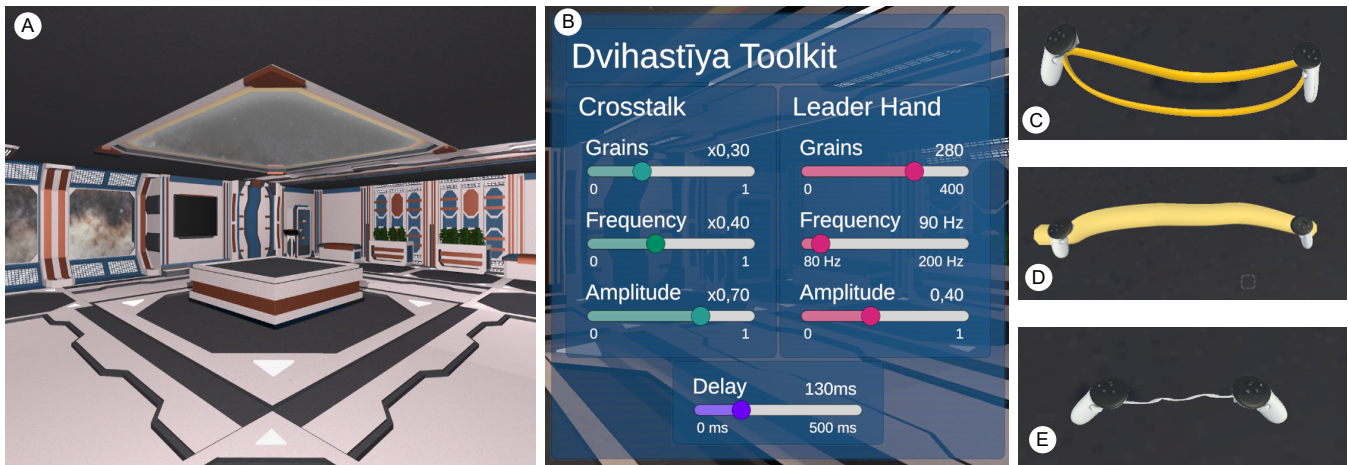 A
B
Dvihastīya Toolkit
Crosstalk
Grains x0,30
0 1
Frequency x0,40
0 1
Amplitude x0,70
0 1
Leader Hand
Grains 280
0 400
Frequency 90 Hz
80 Hz 200 Hz
Amplitude 0,40
0 1
Delay 130ms
0 ms 500 ms
C
D
E